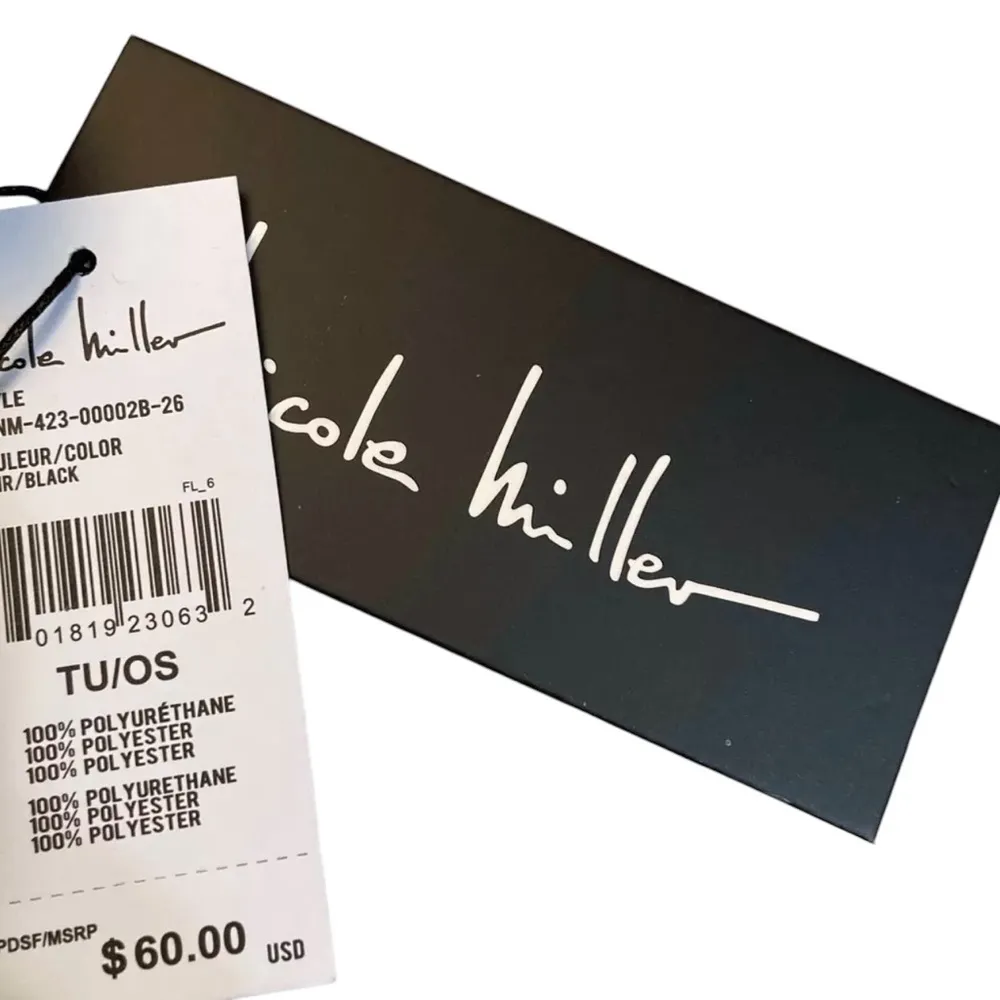 cole Miller
LE
NM-423-00002B-26
ULEUR/COLOR
IR/BLACK
FL_6
01819 23063 2
TU/OS
100% POLYURÉTHANE
100% POLYESTER
100% POLYESTER
100% POLYURETHANE
100% POLYESTER
100% POLYESTER
PDSF/MSRP $60.00 USD
icole Miller